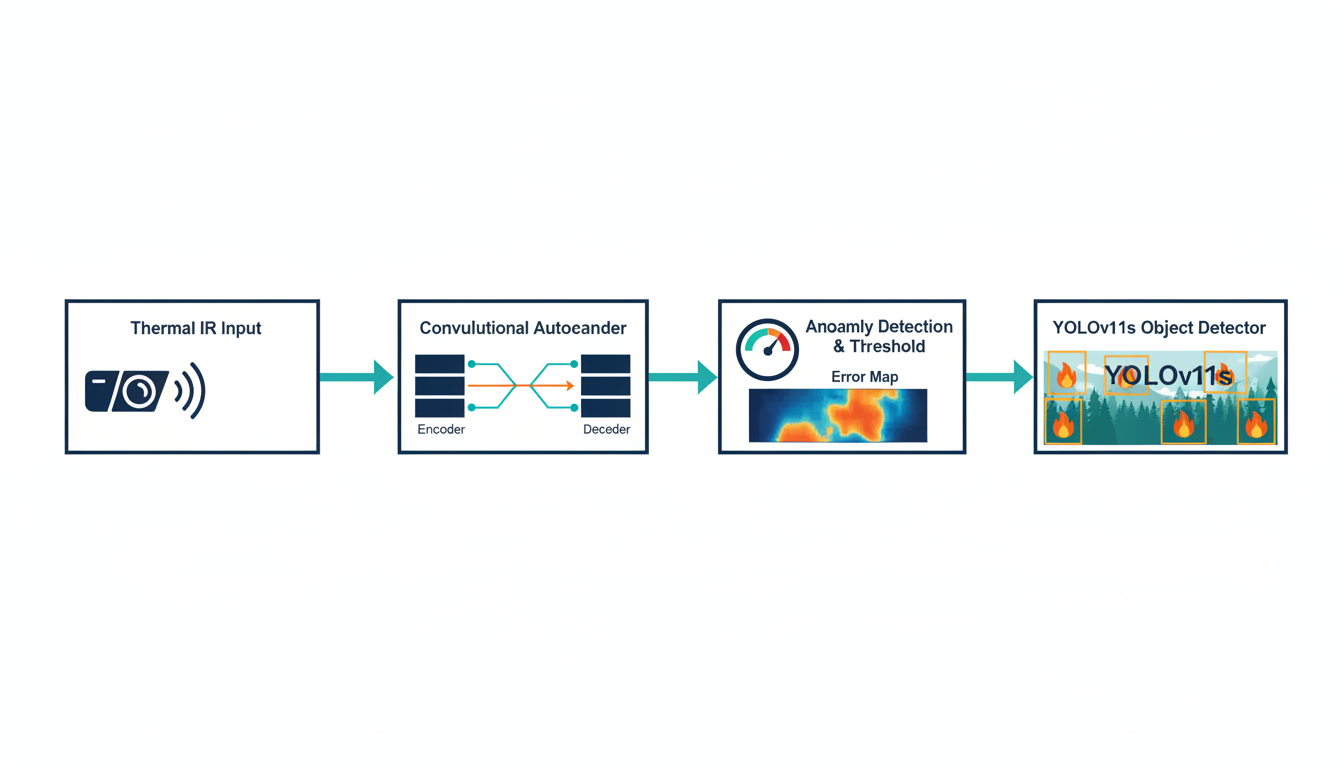 Thermal IR Input
Convulutional Autoeander
Encoder
Deceder
Anoamly Detection
& Threshold
Error Map
YOLOv11s Object Detector
YOLOv11s